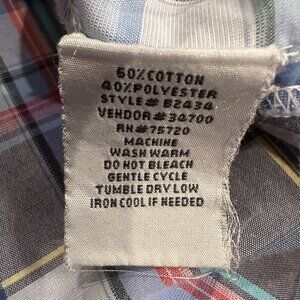 60%COTTON
40%POLYESTER
STYLE# B2434
VENDOR#34700
RN#75720
MACHINE
WASH WARM
DO NOT BLEACH
GENTLE CYCLE
TUMBLE DRY LOW
IRON COOL IF NEEDED